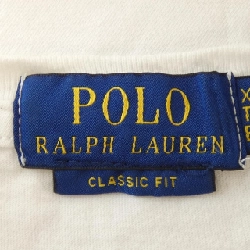 POLO
RALPH LAUREN
CLASSIC FIT